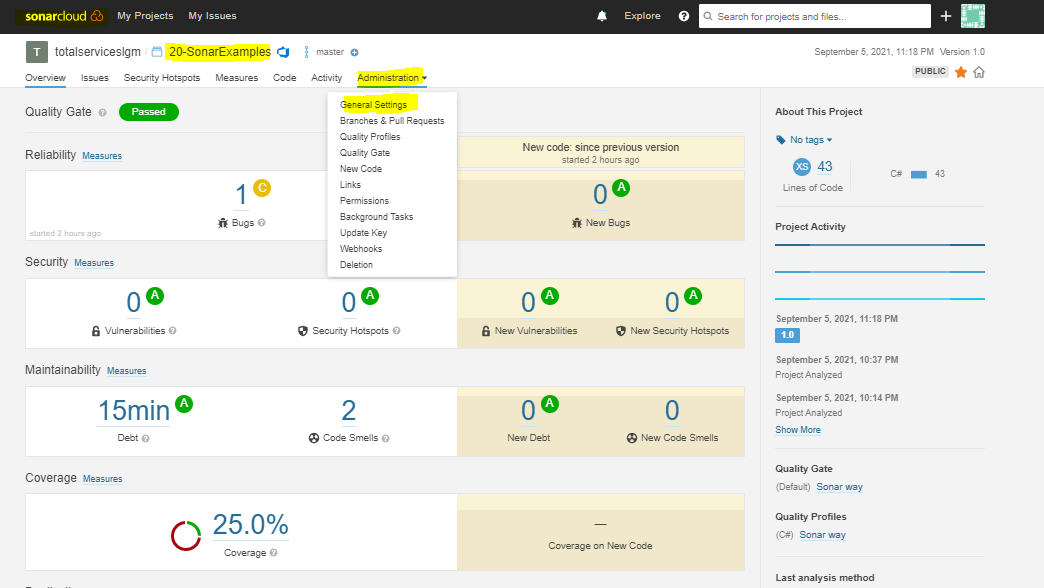 sonarcloud My Projects My Issues Explore Search for projects and files...
T totalserviceslgm / 20-SonarExamples master
September 5, 2021, 11:18 PM Version 1.0
Overview Issues Security Hotspots Measures Code Activity Administration
PUBLIC
General Settings
Branches & Pull Requests
Quality Profiles
Quality Gate
New Code
Links
Permissions
Background Tasks
Update Key
Webhooks
Deletion
Quality Gate Passed
Reliability Measures
New code: since previous version
started 2 hours ago
1 C
Bugs
started 2 hours ago
0 A
New Bugs
Security Measures
0 A 0 A 0 A 0 A
Vulnerabilities Security Hotspots New Vulnerabilities New Security Hotspots
Maintainability Measures
15min A 2 0 A 0
Debt Code Smells New Debt New Code Smells
Coverage Measures
25.0% —
Coverage Coverage on New Code
About This Project
No tags
XS 43
Lines of Code
C# 43
Project Activity
September 5, 2021, 11:18 PM
1.0
September 5, 2021, 10:37 PM
Project Analyzed
September 5, 2021, 10:14 PM
Project Analyzed
Show More
Quality Gate
(Default) Sonar way
Quality Profiles
(C#) Sonar way
Last analysis method